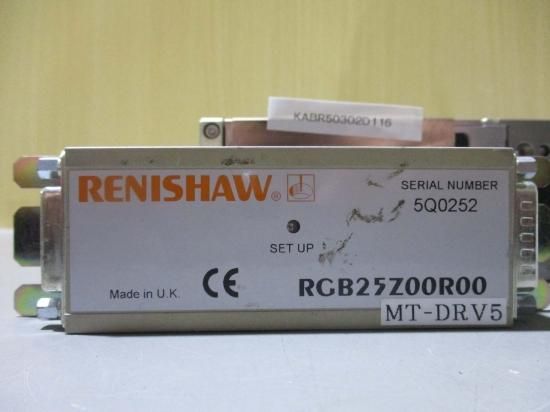 KABR50302D116
RENISHAW®
SERIAL NUMBER
5Q0252
SET UP
Made in U.K.
CE
RGB25Z00R00
MT-DRV5